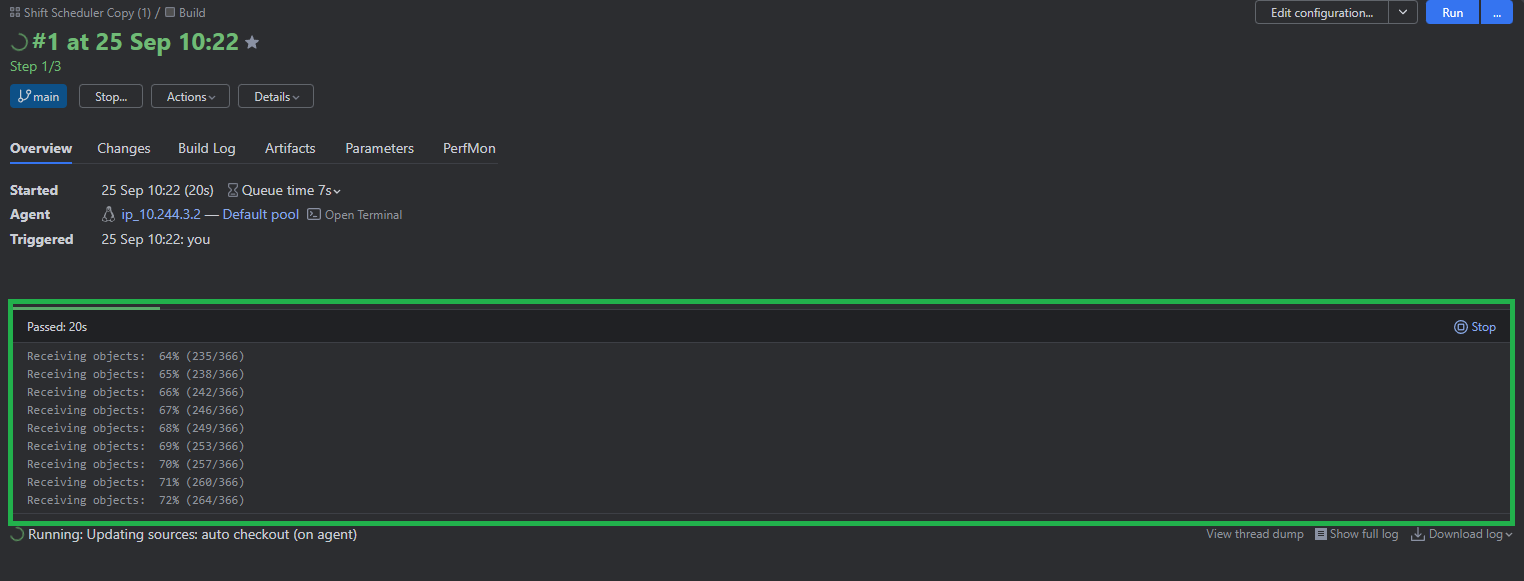 Shift Scheduler Copy (1) / Build
Edit configuration...
Run
...
#1 at 25 Sep 10:22
Step 1/3
main
Stop...
Actions
Details
Overview Changes Build Log Artifacts Parameters PerfMon
Started 25 Sep 10:22 (20s) Queue time 7s
Agent ip_10.244.3.2 — Default pool Open Terminal
Triggered 25 Sep 10:22: you
Passed: 20s
Stop
Receiving objects: 64% (235/366)
Receiving objects: 65% (238/366)
Receiving objects: 66% (242/366)
Receiving objects: 67% (246/366)
Receiving objects: 68% (249/366)
Receiving objects: 69% (253/366)
Receiving objects: 70% (257/366)
Receiving objects: 71% (260/366)
Receiving objects: 72% (264/366)
Running: Updating sources: auto checkout (on agent)
View thread dump Show full log Download log